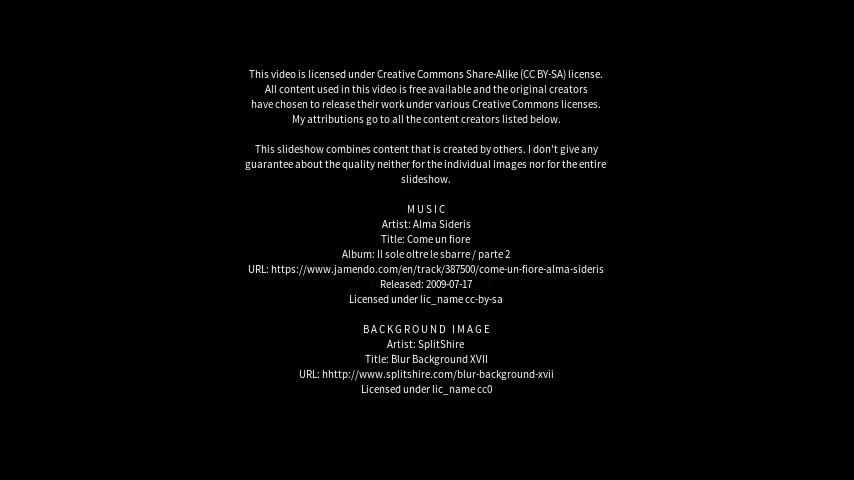 This video is licensed under Creative Commons Share-Alike (CC BY-SA) license.
All content used in this video is free available and the original creators
have chosen to release their work under various Creative Commons licenses.
My attributions go to all the content creators listed below.
This slideshow combines content that is created by others. I don't give any
guarantee about the quality neither for the individual images nor for the entire
slideshow.
MUSIC
Artist: Alma Sideris
Title: Come un fiore
Album: Il sole oltre le sbarre / parte 2
URL: https://www.jamendo.com/en/track/387500/come-un-fiore-alma-sideris
Released: 2009-07-17
Licensed under lic_name cc-by-sa
BACKGROUND IMAGE
Artist: SplitShire
Title: Blur Background XVII
URL: hhttp://www.splitshire.com/blur-background-xvii
Licensed under lic_name cc0